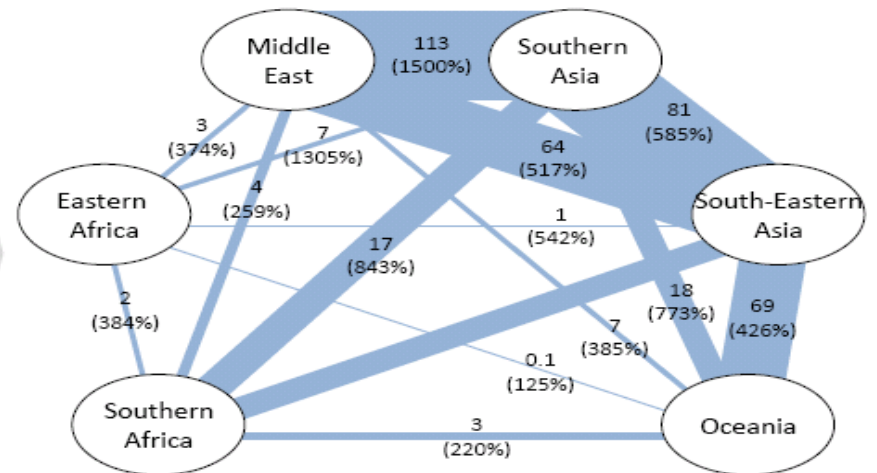 Middle
East
113
(1500%)
Southern
Asia
81
(585%)
3
(374%)
7
(1305%)
64
(517%)
4
(259%)
Eastern
Africa
1
(542%)
South-Eastern
Asia
17
(843%)
2
(384%)
18
(773%)
69
(426%)
7
(385%)
0.1
(125%)
Southern
Africa
3
(220%)
Oceania